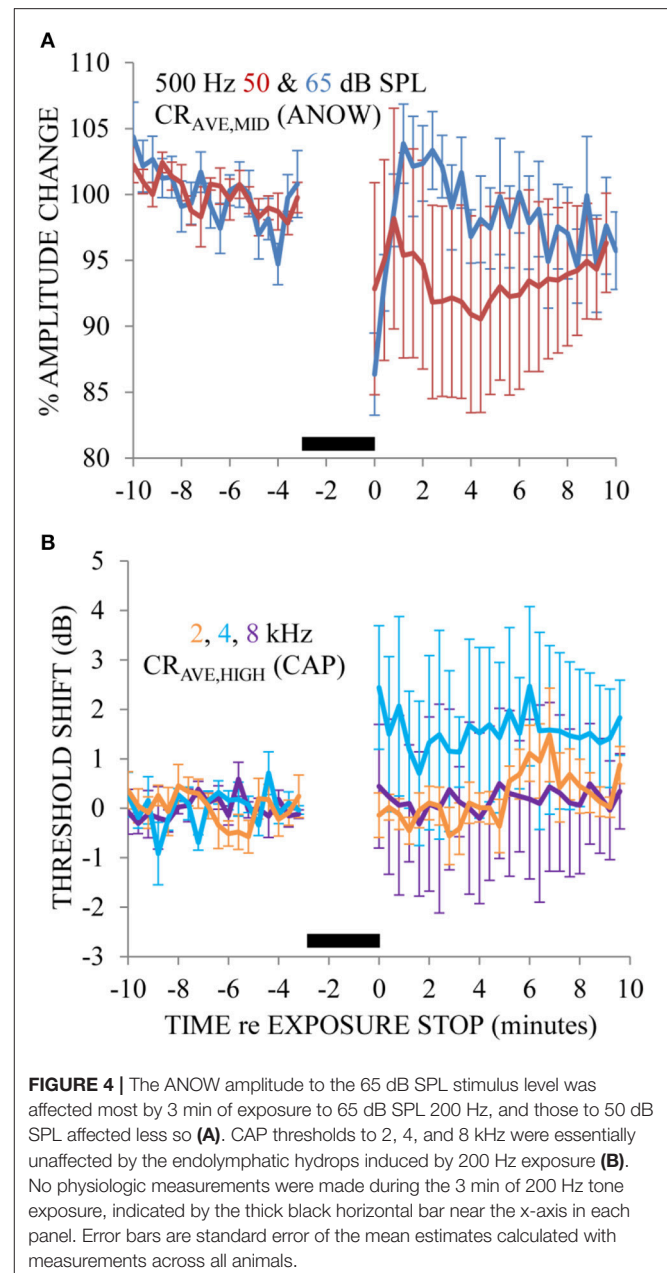 A
500 Hz 50 & 65 dB SPL
CR AVE,MID (ANOW)
% AMPLITUDE CHANGE
110
105
100
95
90
85
80
-10 -8 -6 -4 -2 0 2 4 6 8 10
B
2, 4, 8 kHz
CR AVE,HIGH (CAP)
THRESHOLD SHIFT (dB)
5
4
3
2
1
0
-1
-2
-3
-10 -8 -6 -4 -2 0 2 4 6 8 10
TIME re EXPOSURE STOP (minutes)
FIGURE 4 | The ANOW amplitude to the 65 dB SPL stimulus level was
affected most by 3 min of exposure to 65 dB SPL 200 Hz, and those to 50 dB
SPL affected less so (A). CAP thresholds to 2, 4, and 8 kHz were essentially
unaffected by the endolymphatic hydrops induced by 200 Hz exposure (B).
No physiologic measurements were made during the 3 min of 200 Hz tone
exposure, indicated by the thick black horizontal bar near the x-axis in each
panel. Error bars are standard error of the mean estimates calculated with
measurements across all animals.